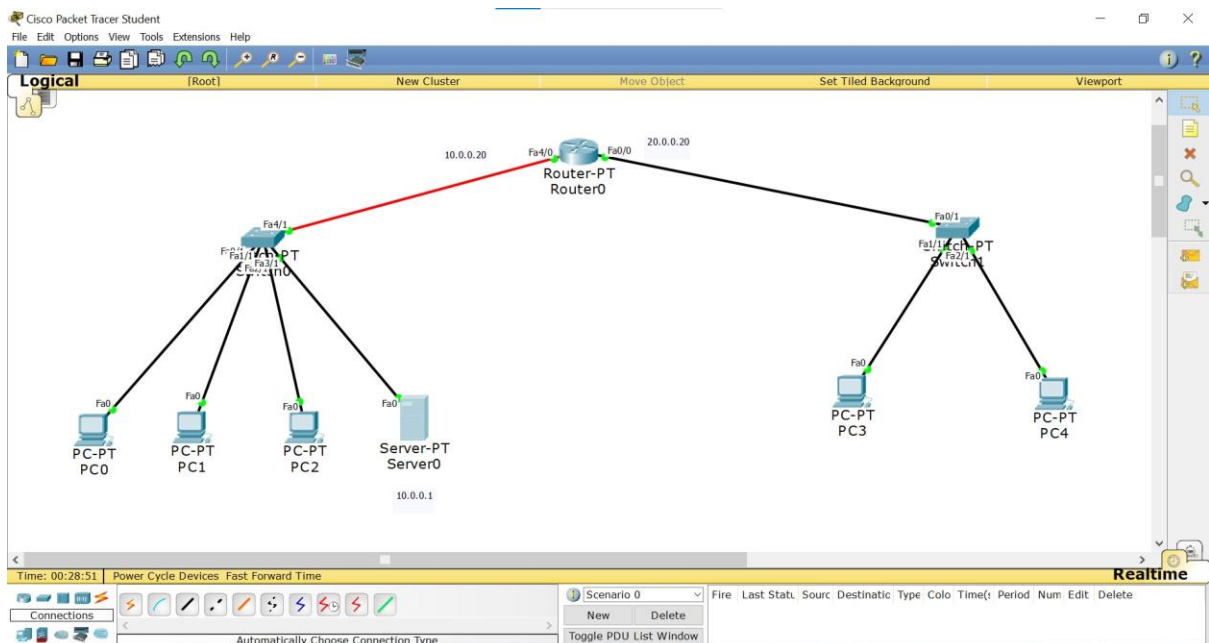 Cisco Packet Tracer Student
File Edit Options View Tools Extensions Help
Logical [Root] New Cluster Move Object Set Tiled Background Viewport
10.0.0.20
Fa4/0
Fa0/0
20.0.0.20
Router-PT
Router0
Fa4/1
Fa1/1
Fa3/1
Fa0/1
Fa1/1
Fa2/1
Switch1
Fa0
Fa0
Fa0
Fa0
Fa0
Fa0
PC-PT
PC0
PC-PT
PC1
PC-PT
PC2
Server-PT
Server0
10.0.0.1
PC-PT
PC3
PC-PT
PC4
Time: 00:28:51 Power Cycle Devices Fast Forward Time
Realtime
Connections
Automatically Choose Connection Type
Scenario 0
New Delete
Toggle PDU List Window
Fire Last Statu Sourc Destinatic Type Colo Time(s Period Num Edit Delete